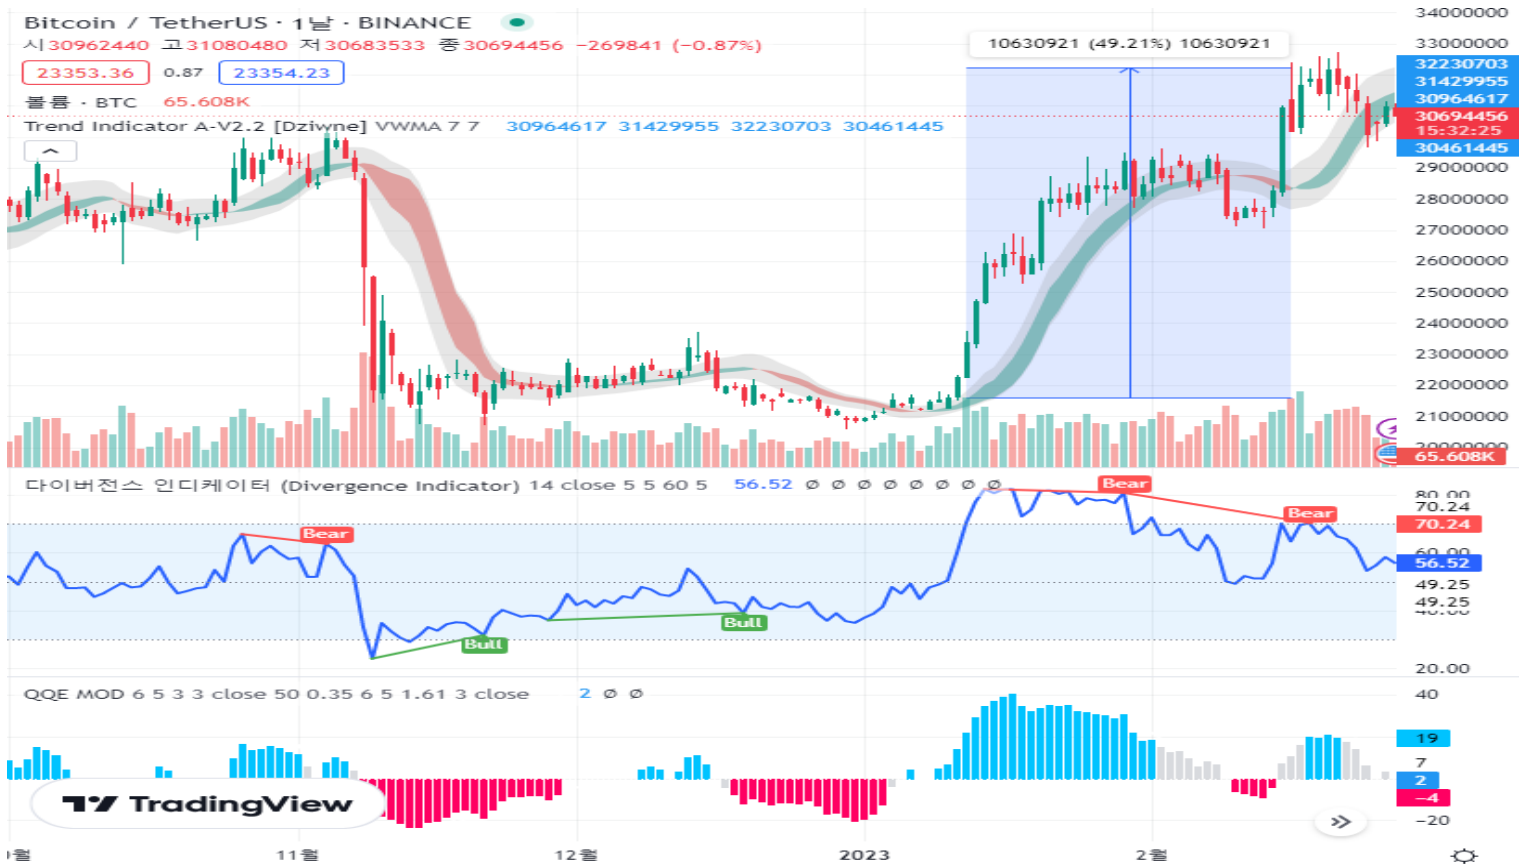 Bitcoin / TetherUS · 1날 · BINANCE
시30962440 고31080480 저30683533 종30694456 −269841 (−0.87%)
23353.36 0.87 23354.23
볼륨 · BTC 65.608K
Trend Indicator A-V2.2 [Dziwne] VWMA 7 7 30964617 31429955 32230703 30461445
10630921 (49.21%) 10630921
34000000
33000000
32230703
31429955
30964617
30694456
15:32:25
30461445
29000000
28000000
27000000
26000000
25000000
24000000
23000000
22000000
21000000
20000000
65.608K
다이버전스 인디케이터 (Divergence Indicator) 14 close 5 5 60 5 56.52 ∅ ∅ ∅ ∅ ∅ ∅ ∅ ∅
Bear
Bear
Bear
Bull
Bull
80.00
70.24
70.24
60.00
56.52
49.25
49.25
40.00
20.00
QQE MOD 6 5 3 3 close 50 0.35 6 5 1.61 3 close 2 ∅ ∅
40
19
7
2
−4
−20
TradingView
11월 12월 2023 2월